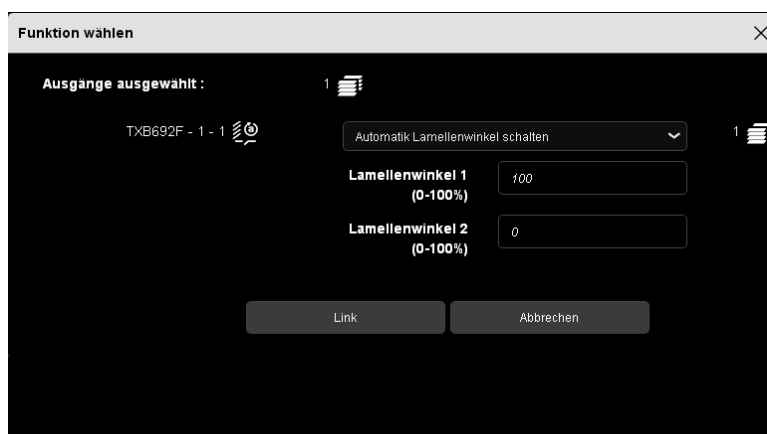 Funktion wählen
Ausgänge ausgewählt :
1
TXB692F - 1 - 1
Automatik Lamellenwinkel schalten
1
Lamellenwinkel 1
(0-100%)
100
Lamellenwinkel 2
(0-100%)
0
Link
Abbrechen